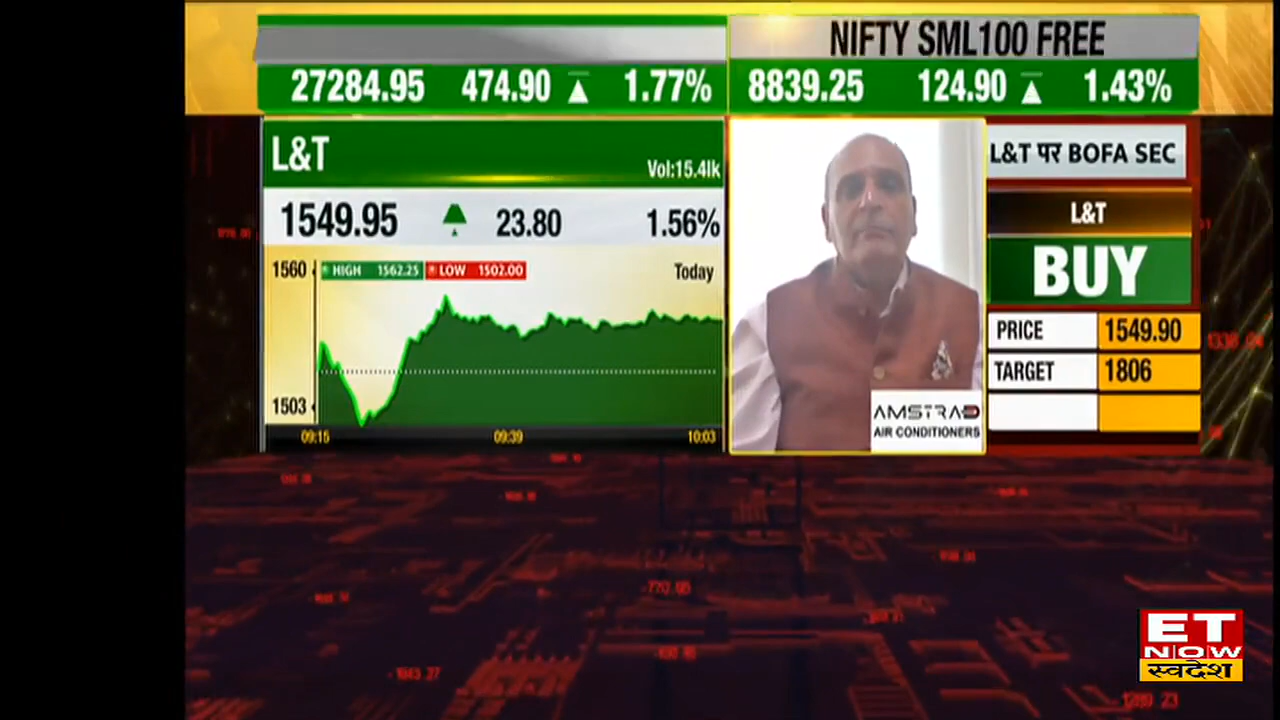 NIFTY SML100 FREE
27284.95 474.90 1.77%
8839.25 124.90 1.43%
L&T
Vol:15.4lk
1549.95 23.80 1.56%
1560 HIGH 1562.25 LOW 1502.00 Today
1503
09:15 09:39 10:03
AMSTRAD
AIR CONDITIONERS
L&T पर BOFA SEC
L&T
BUY
PRICE 1549.90
TARGET 1806
ET
NOW
स्वदेश